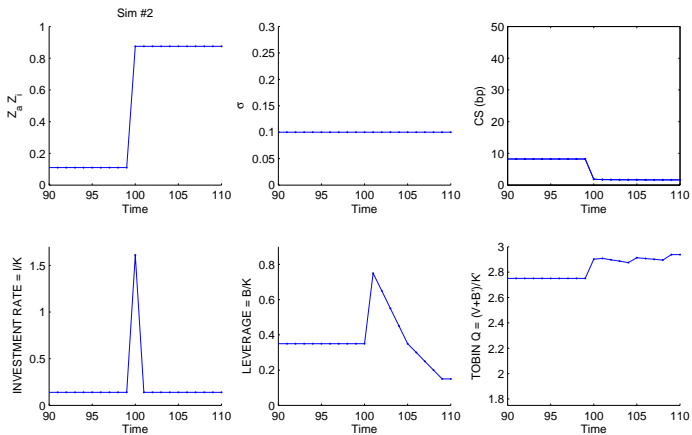 Sim #2
Z_a Z_i
1
0.8
0.6
0.4
0.2
0
90 95 100 105 110
Time
σ
0.3
0.25
0.2
0.15
0.1
0.05
0
90 95 100 105 110
Time
CS (bp)
50
40
30
20
10
0
90 95 100 105 110
Time
INVESTMENT RATE = I/K
1.5
1
0.5
0
90 95 100 105 110
Time
LEVERAGE = B/K
0.8
0.6
0.4
0.2
0
90 95 100 105 110
Time
TOBIN Q = (V+B')/K'
3
2.8
2.6
2.4
2.2
2
1.8
90 95 100 105 110
Time